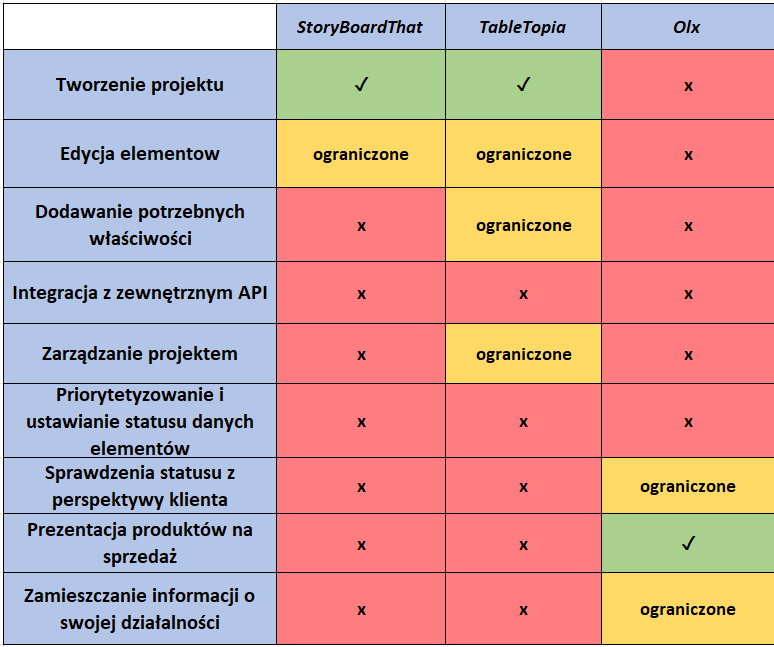 StoryBoardThat TableTopia Olx
Tworzenie projektu ✓ ✓ x
Edycja elementow ograniczone ograniczone x
Dodawanie potrzebnych
właściwości x ograniczone x
Integracja z zewnętrznym API x x x
Zarządzanie projektem x ograniczone x
Priorytetyzowanie i
ustawianie statusu danych x x x
elementów
Sprawdzenia statusu z
perspektywy klienta x x ograniczone
Prezentacja produktów na
sprzedaż x x ✓
Zamieszczanie informacji o
swojej działalności x x ograniczone